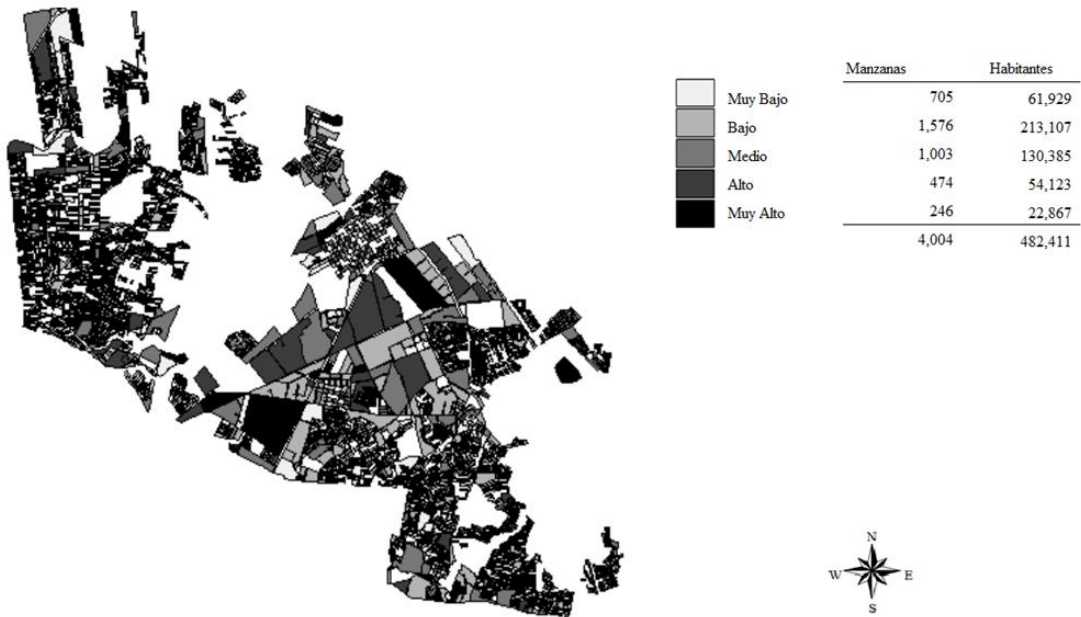 Manzanas Habitantes
Muy Bajo 705 61,929
Bajo 1,576 213,107
Medio 1,003 130,385
Alto 474 54,123
Muy Alto 246 22,867
4,004 482,411
N
W E
S